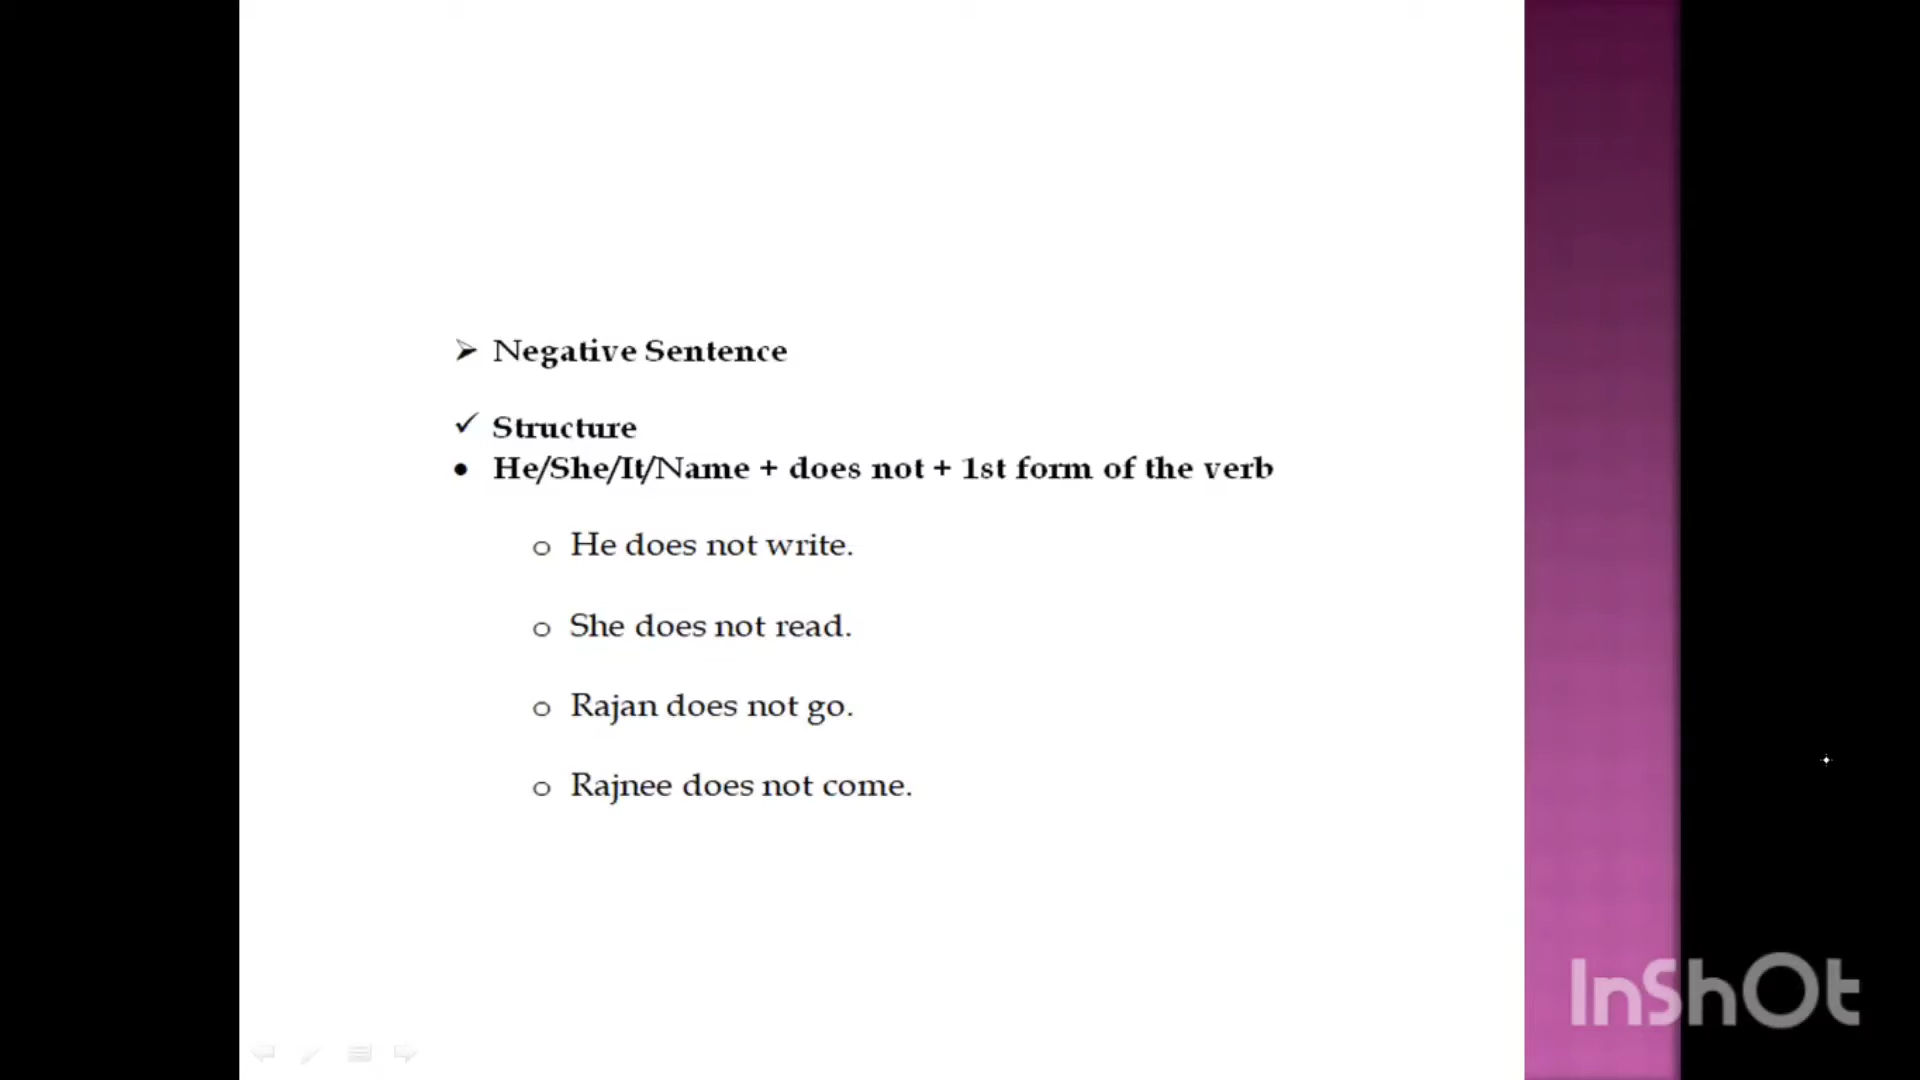 ➢ Negative Sentence
✓ Structure
• He/She/It/Name + does not + 1st form of the verb
o He does not write.
o She does not read.
o Rajan does not go.
o Rajnee does not come.
InShOt